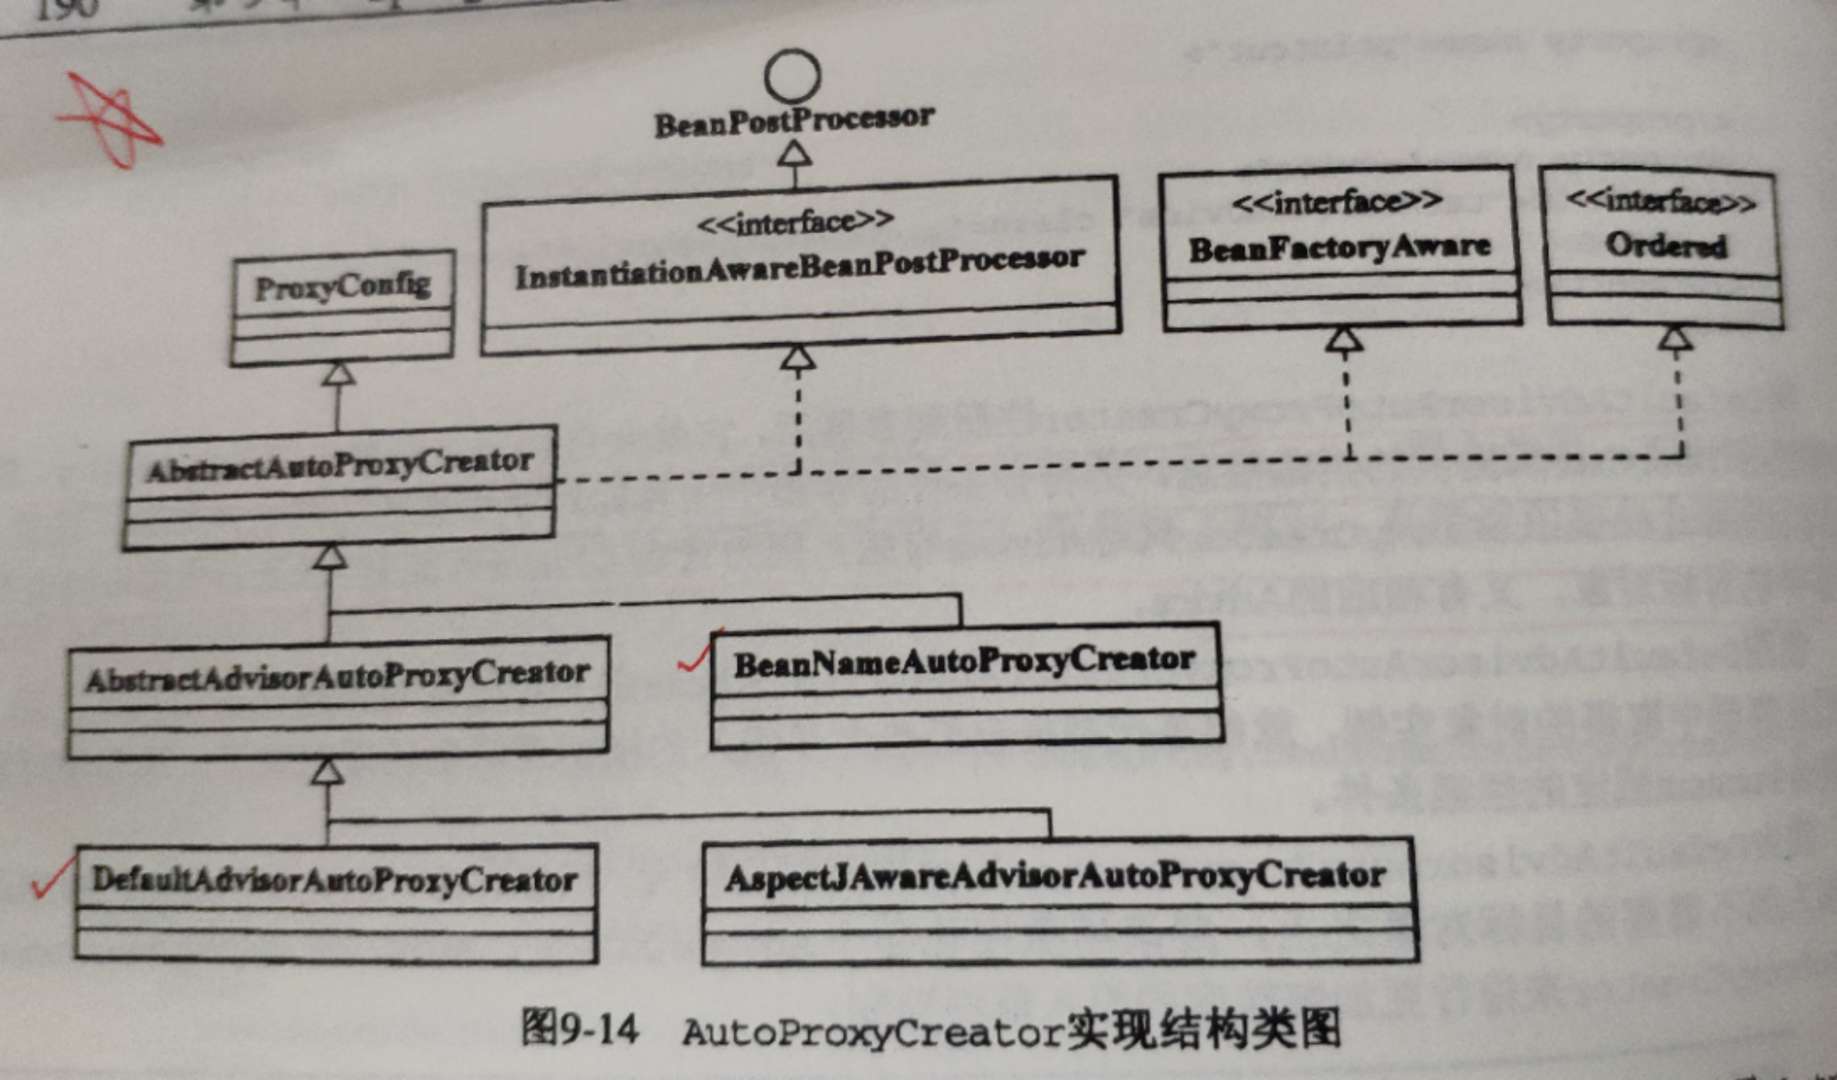 190
BeanPostProcessor
<<interface>>
InstantiationAwareBeanPostProcessor
<<interface>>
BeanFactoryAware
<<interface>>
Ordered
ProxyConfig
AbstractAutoProxyCreator
AbstractAdvisorAutoProxyCreator
BeanNameAutoProxyCreator
DefaultAdvisorAutoProxyCreator
AspectJAwareAdvisorAutoProxyCreator
图9-14 AutoProxyCreator实现结构类图